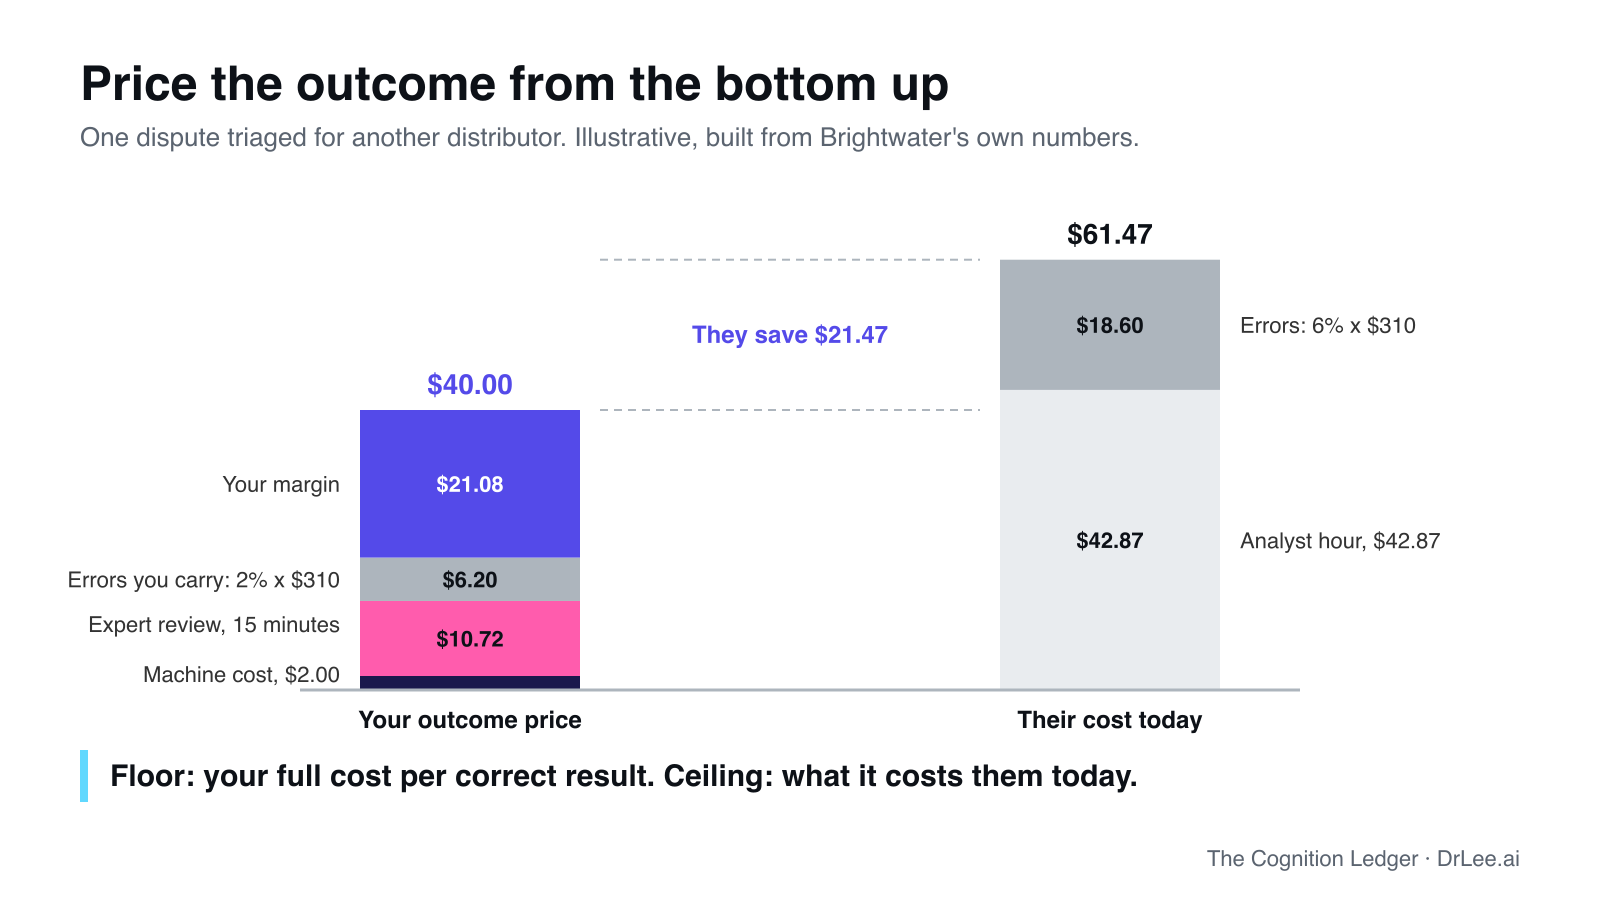 Price the outcome from the bottom up
One dispute triaged for another distributor. Illustrative, built from Brightwater's own numbers.
$61.47
$18.60
Errors: 6% x $310
They save $21.47
$40.00
Your margin
$21.08
$42.87
Analyst hour, $42.87
Errors you carry: 2% x $310
$6.20
Expert review, 15 minutes
$10.72
Machine cost, $2.00
Your outcome price
Their cost today
Floor: your full cost per correct result. Ceiling: what it costs them today.
The Cognition Ledger · DrLee.ai